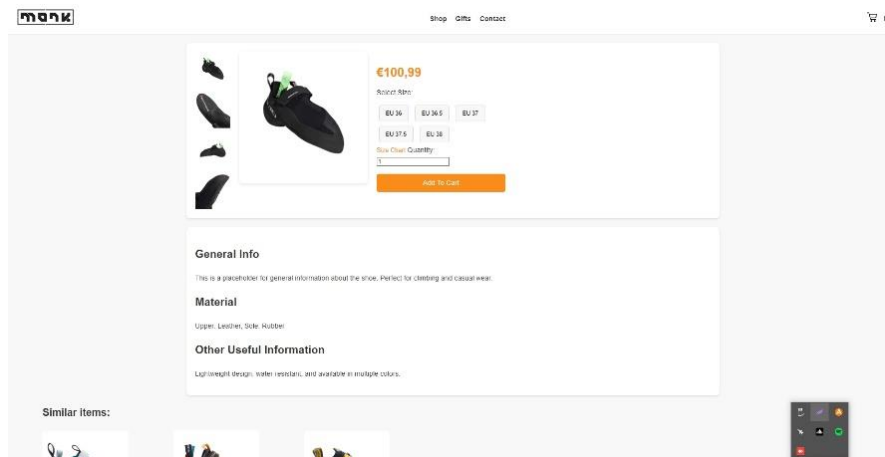 monk
Shop Gifts Contact
€100,99
Select Size:
EU 36 EU 36.5 EU 37
EU 37.5 EU 38
Size Chart Quantity:
1
Add To Cart
General Info
This is a placeholder for general information about the shoe. Perfect for climbing and casual wear.
Material
Upper: Leather, Sole: Rubber
Other Useful Information
Lightweight design, water resistant, and available in multiple colors.
Similar items: